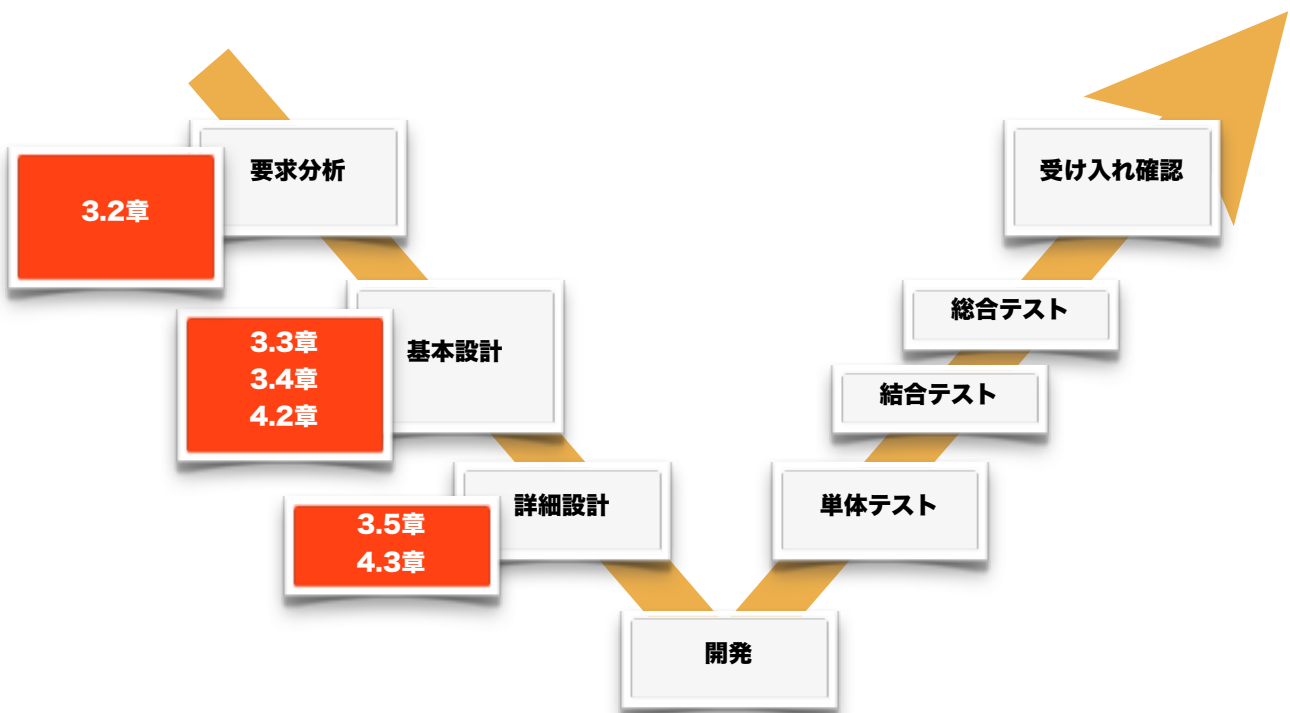 要求分析
3.2章
基本設計
3.3章
3.4章
4.2章
詳細設計
3.5章
4.3章
開発
単体テスト
結合テスト
総合テスト
受け入れ確認